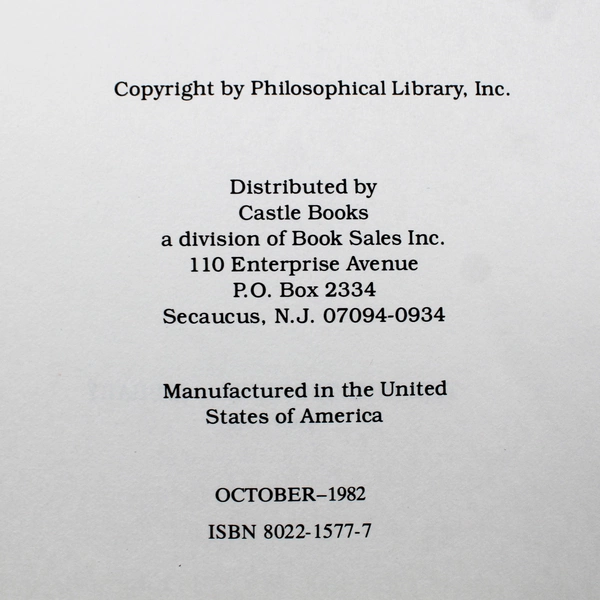 Copyright by Philosophical Library, Inc.
Distributed by
Castle Books
a division of Book Sales Inc.
110 Enterprise Avenue
P.O. Box 2334
Secaucus, N.J. 07094-0934
Manufactured in the United
States of America
OCTOBER–1982
ISBN 8022-1577-7